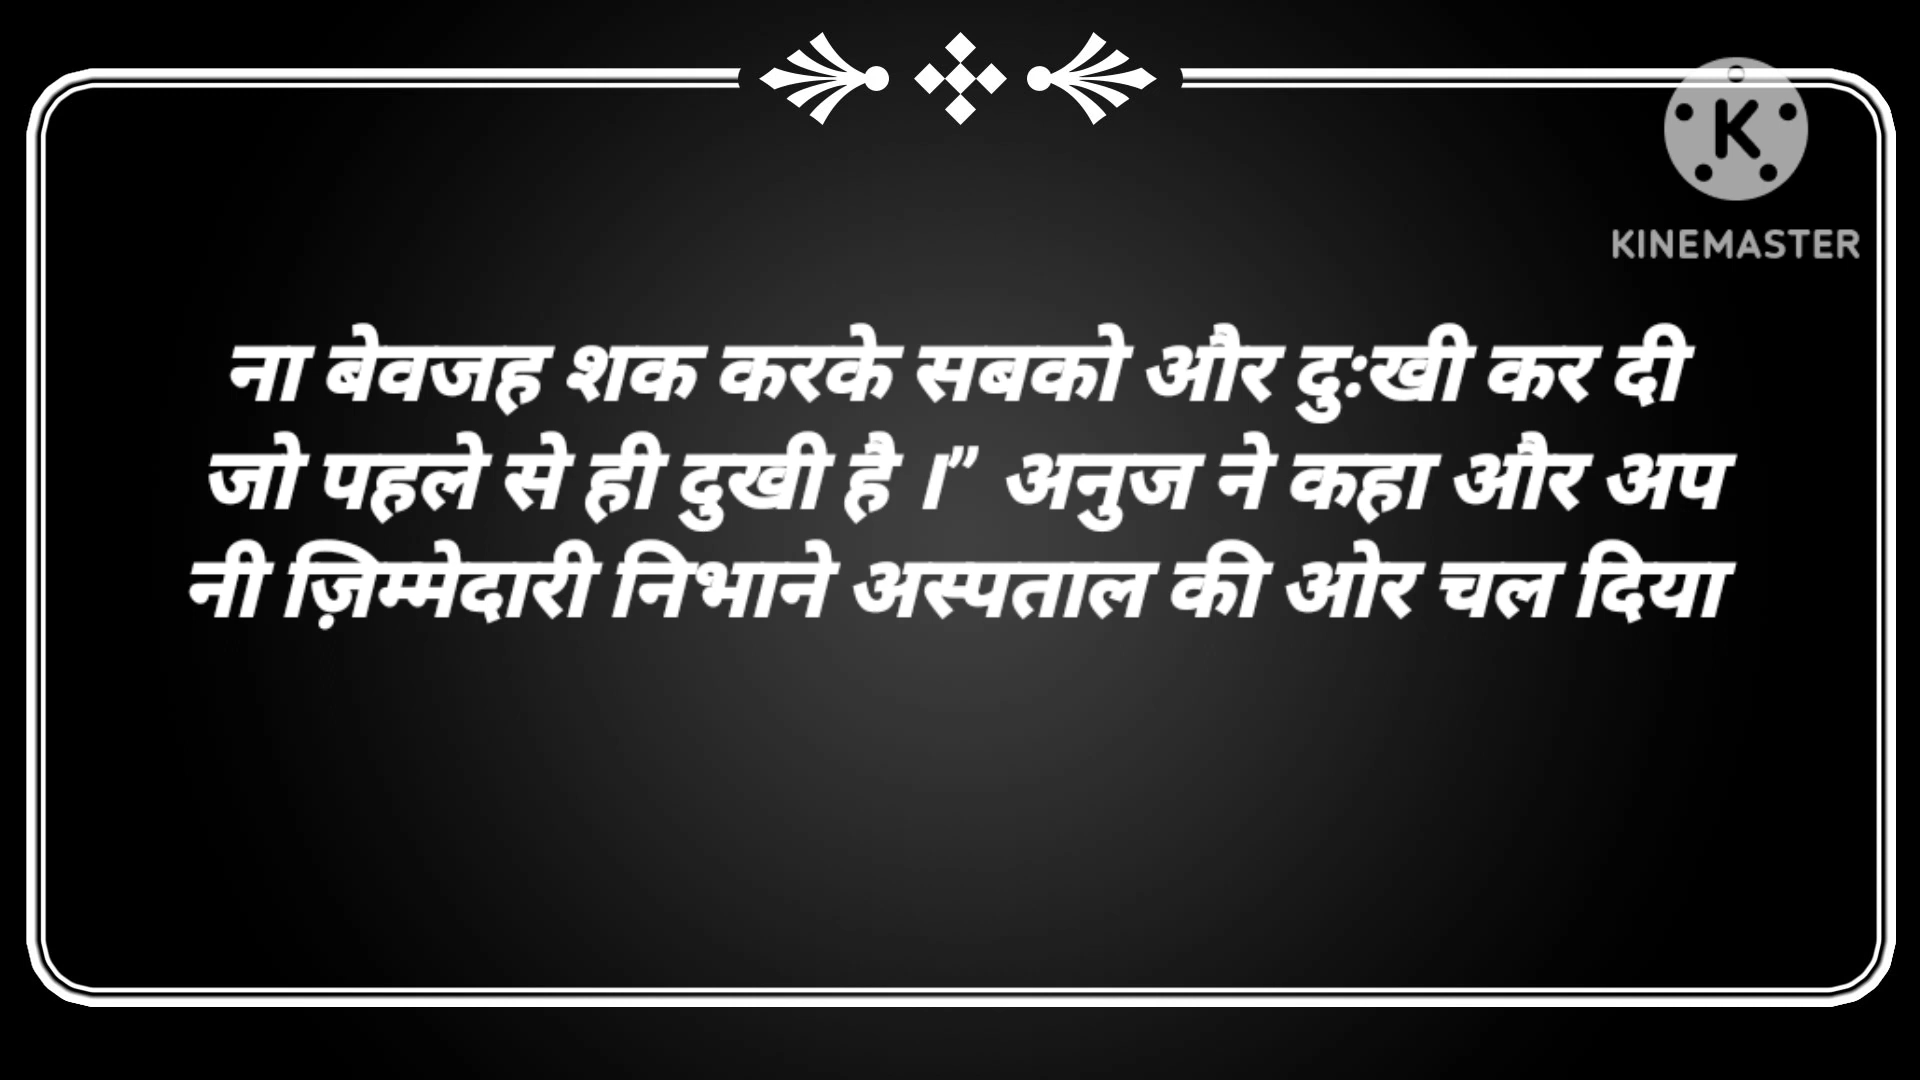 KINEMASTER
ना बेवजह शक करके सबको और दुःखी कर दी
जो पहले से ही दुखी है ।” अनुज ने कहा और अप
नी ज़िम्मेदारी निभाने अस्पताल की ओर चल दिया